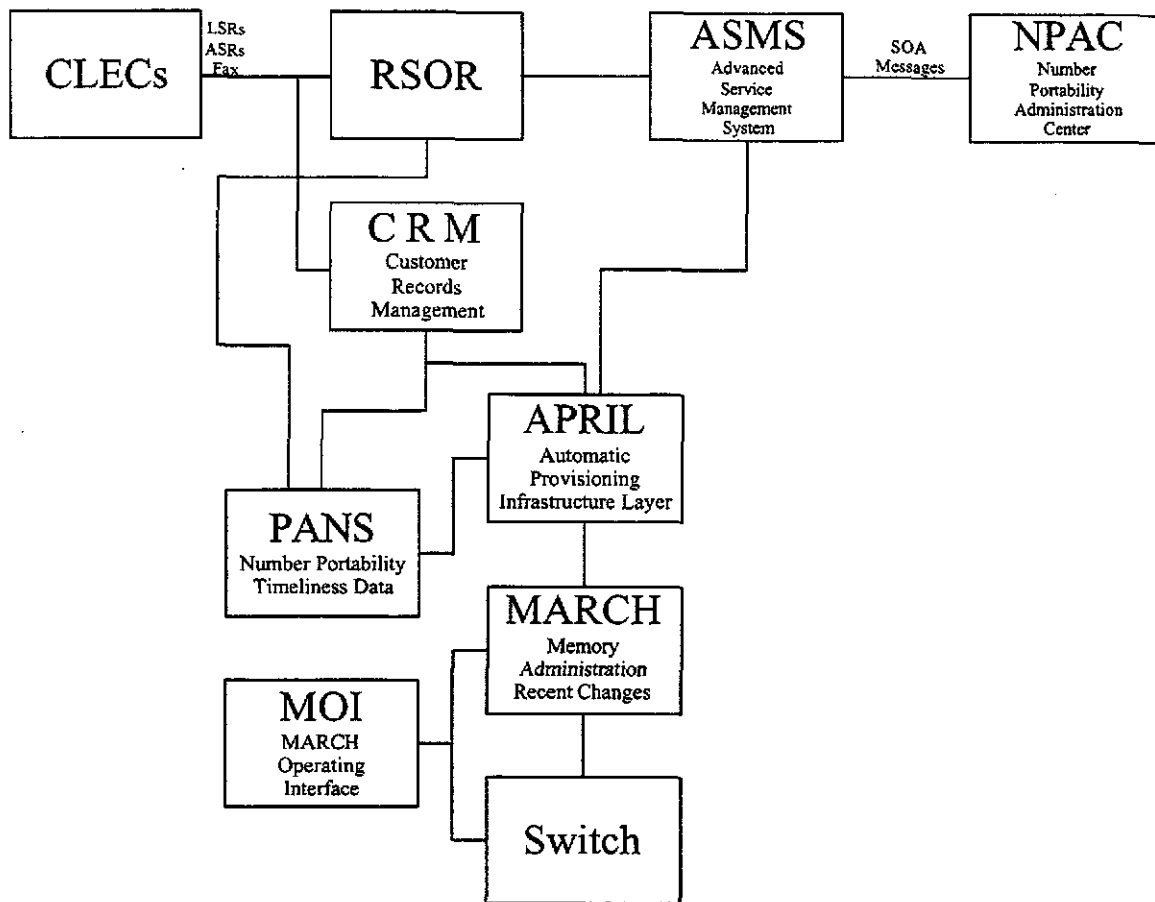 CLECs
LSRs
ASRs
Fax
RSOR
ASMS
Advanced
Service
Management
System
SOA
Messages
NPAC
Number
Portability
Administration
Center
C R M
Customer
Records
Management
APRIL
Automatic
Provisioning
Infrastructure Layer
PANS
Number Portability
Timeliness Data
MARCH
Memory
Administration
Recent Changes
MOI
MARCH
Operating
Interface
Switch